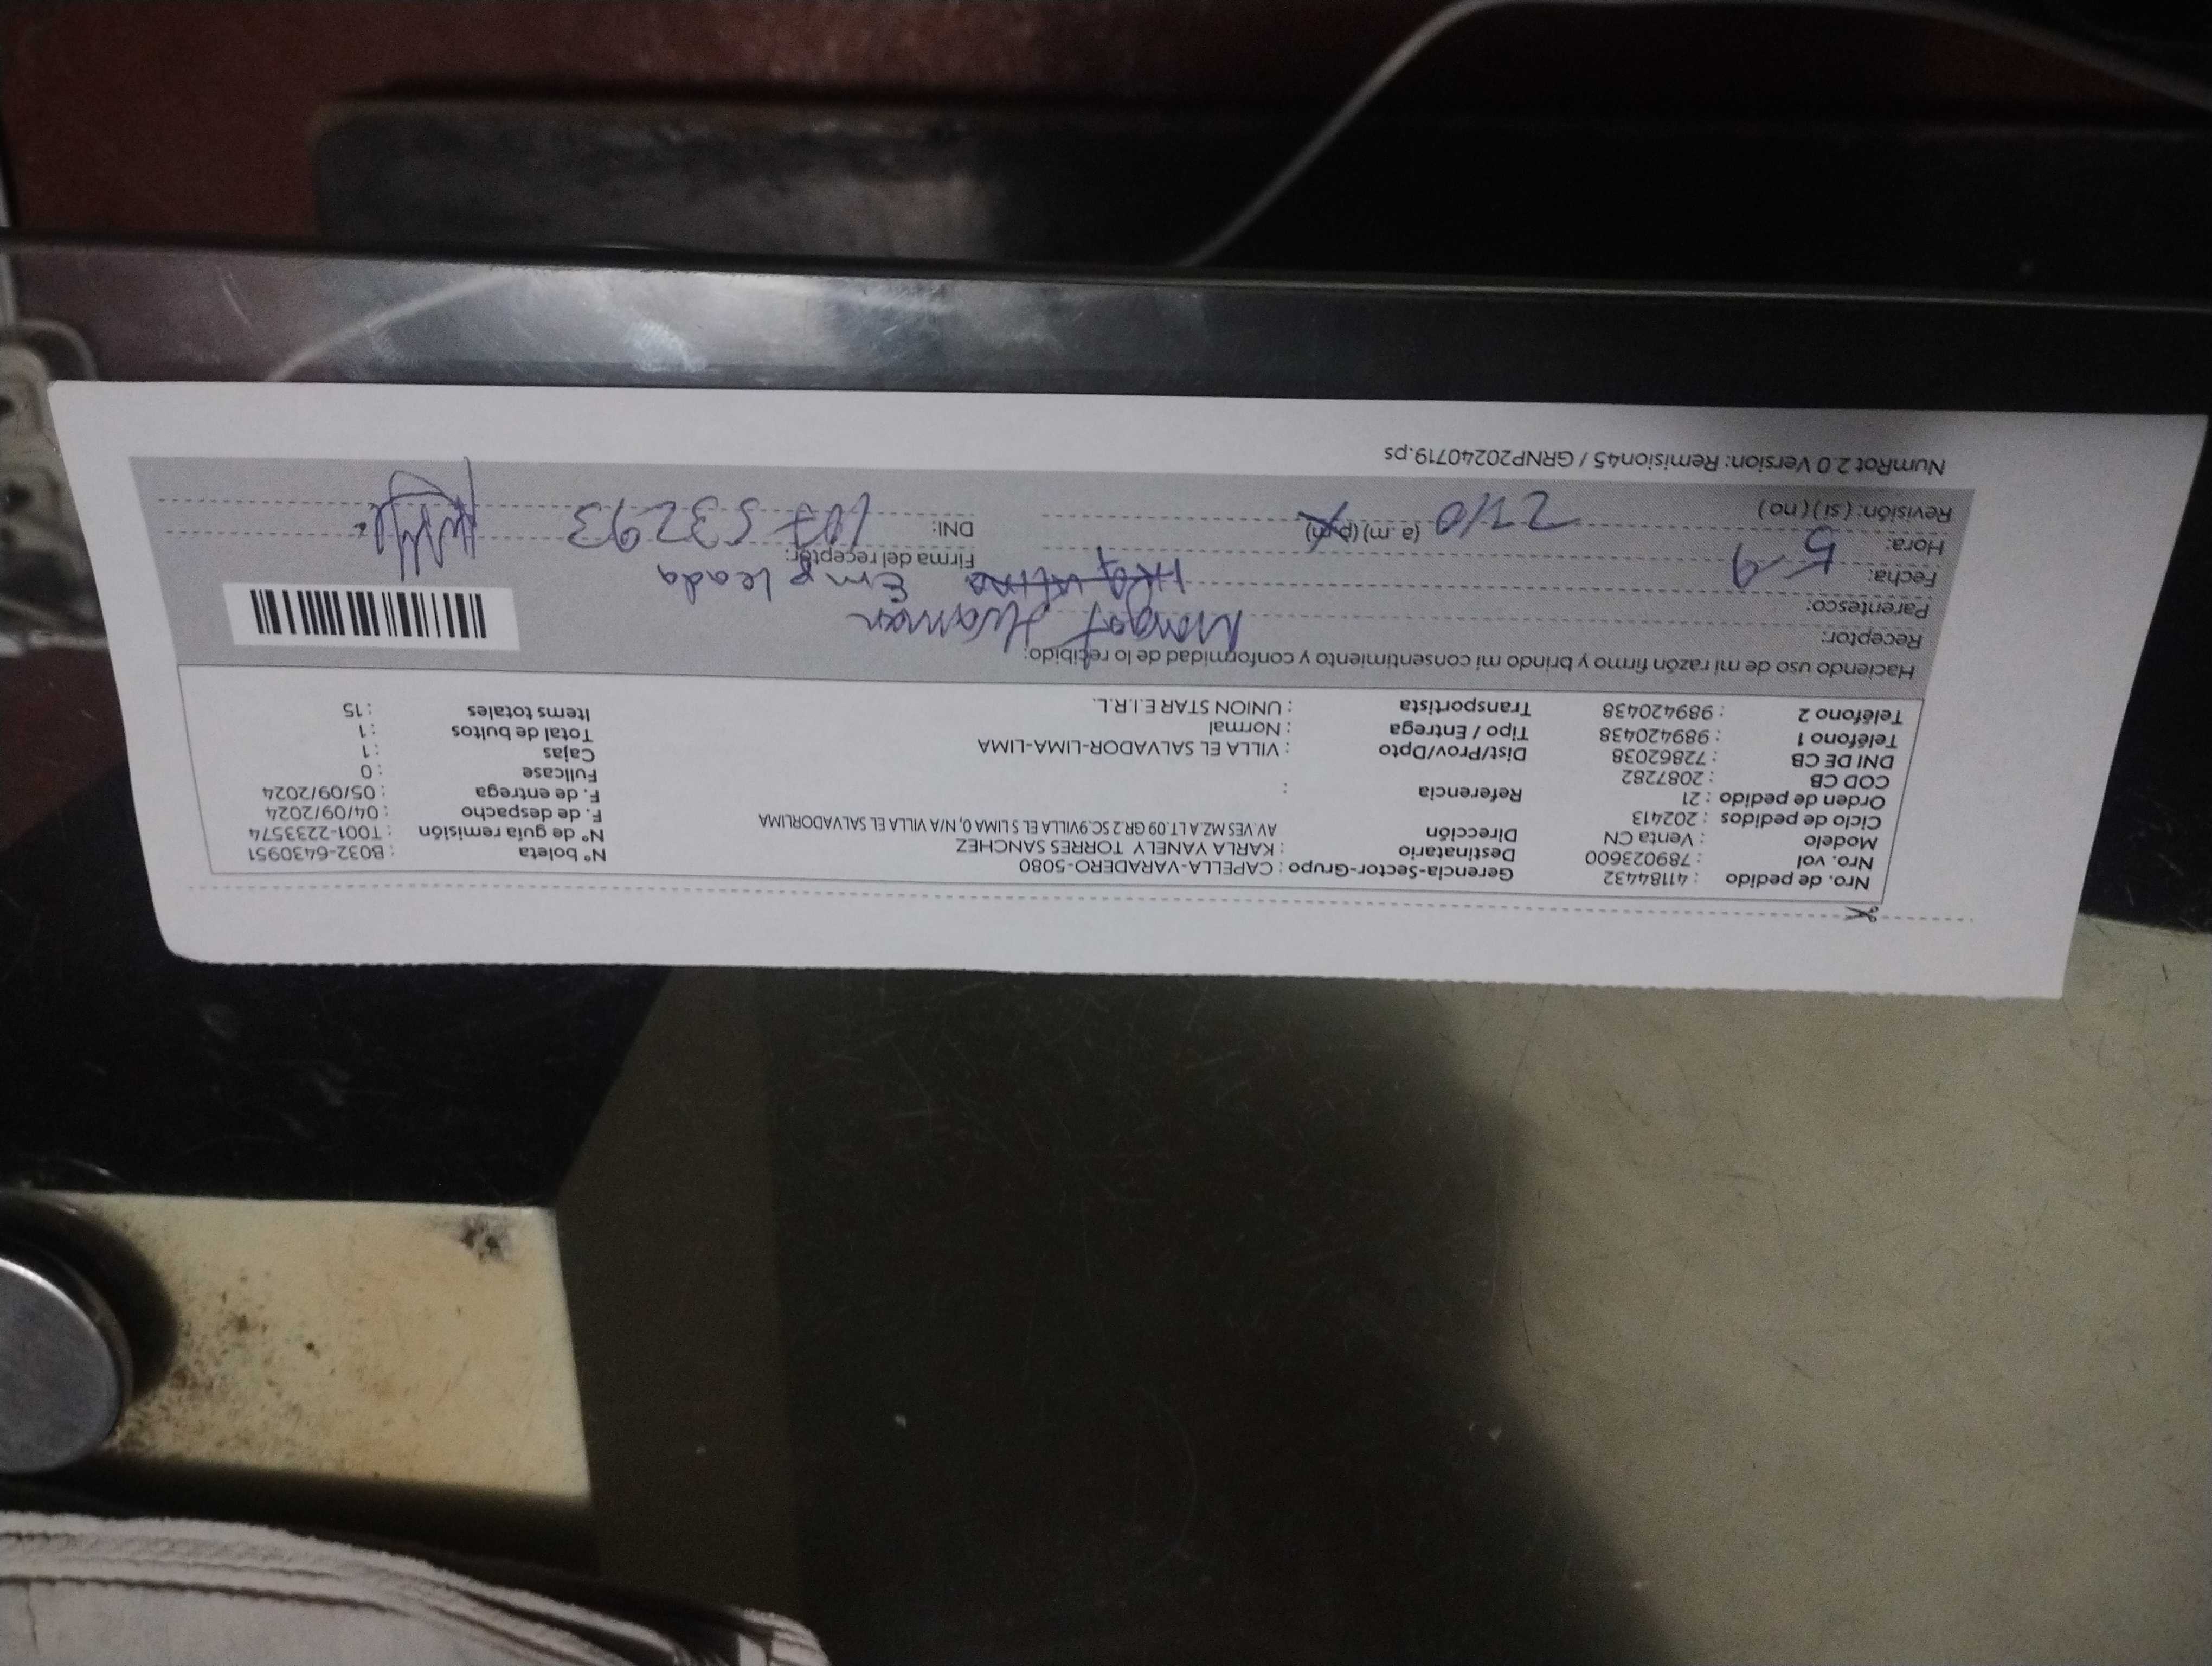 Nro. de pedido : 41184432 Gerencia-Sector-Grupo : CAPELLA-VARADERO-5080 N° boleta : B032-6430951
Nro. vol : 789023600 Destinatario : KARLA YANELY TORRES SANCHEZ N° de guía remisión : T001-2233574
Modelo : Venta CN Dirección AV.VES MZ.A LT.09 GR.2 SC.9VILLA EL S LIMA 0, N/A VILLA EL SALVADORLIMA F. de despacho : 04/09/2024
Ciclo de pedidos : 202413 F. de entrega : 05/09/2024
Orden de pedido : 21 Referencia : Fullcase : 0
COD CB : 2087282 Cajas : 1
DNI DE CB : 72862038 Dist/Prov/Dpto : VILLA EL SALVADOR-LIMA-LIMA Total de bultos : 1
Teléfono 1 : 989420438 Tipo / Entrega : Normal Items totales : 15
Teléfono 2 : 989420438 Transportista : UNION STAR E.I.R.L.
Haciendo uso de mi razón firmo y brindo mi consentimiento y conformidad de lo recibido:
Receptor: Margot Huaman
Parentesco: Empleada
Fecha: 5-9 Firma del receptor:
Hora: 2:40 (a.m) (p.m) DNI: 10753293
Revisión: ( si ) ( no )
NumRot 2.0 Version: Remision45 / GRNP20240719.ps